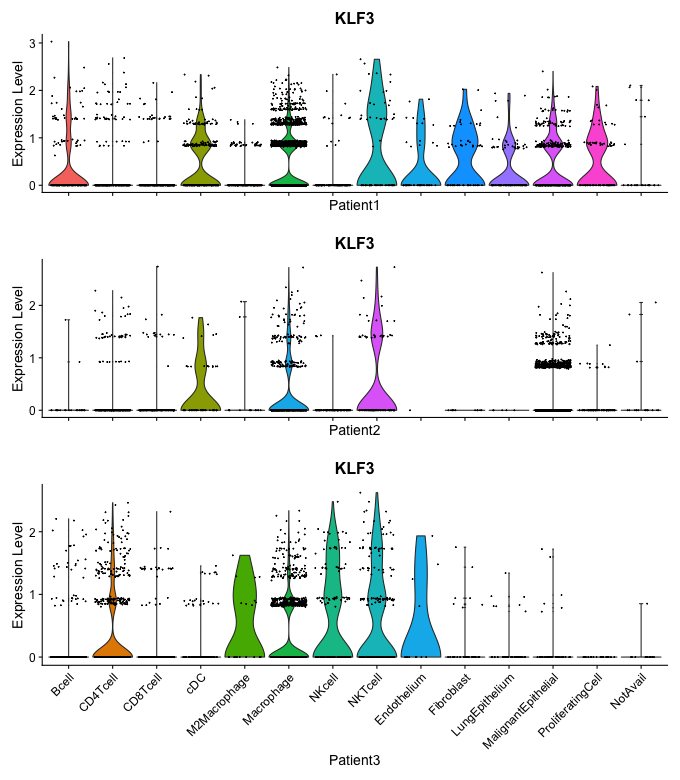 KLF3
Expression Level
3
2
1
0
Patient1
KLF3
Expression Level
2
1
0
Patient2
KLF3
Expression Level
2
1
0
Bcell
CD4Tcell
CD8Tcell
cDC
M2Macrophage
Macrophage
NKcell
NKTcell
Endothelium
Fibroblast
LungEpithelium
MalignantEpithelial
ProliferatingCell
NotAvail
Patient3